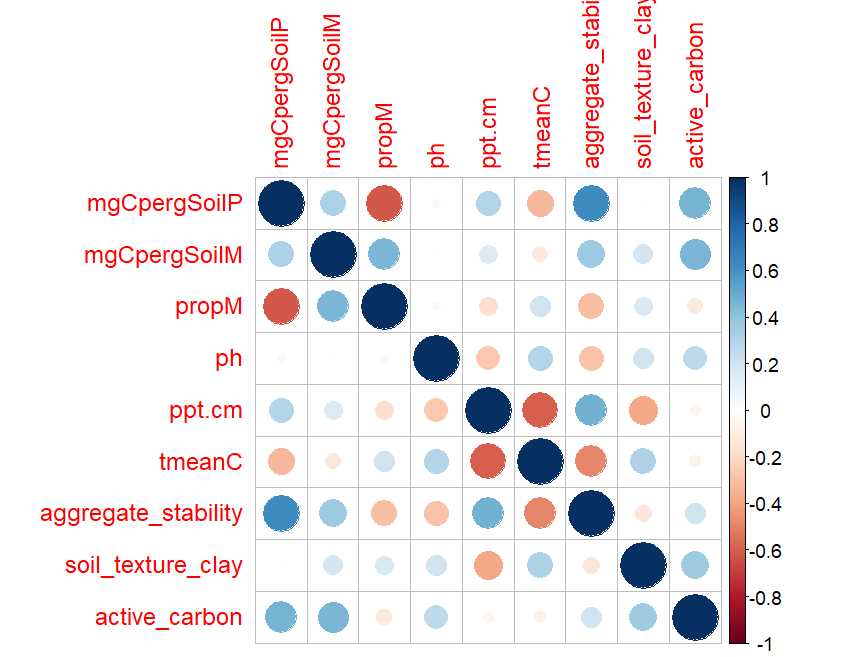 mgCpergSoilP
mgCpergSoilM
propM
ph
ppt.cm
tmeanC
aggregate_stabi
soil_texture_clay
active_carbon
mgCpergSoilP
mgCpergSoilM
propM
ph
ppt.cm
tmeanC
aggregate_stability
soil_texture_clay
active_carbon
1
0.8
0.6
0.4
0.2
0
-0.2
-0.4
-0.6
-0.8
-1